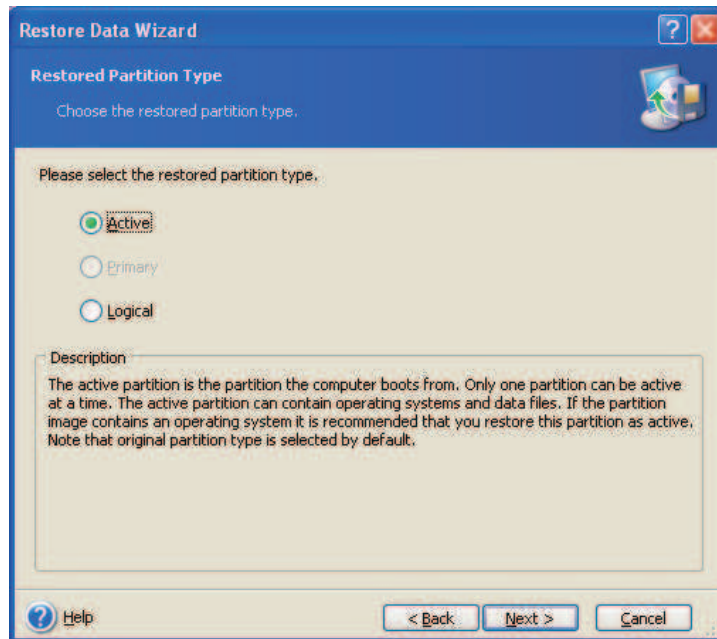 Restore Data Wizard
Restored Partition Type
Choose the restored partition type.
Please select the restored partition type.
Active
Primary
Logical
Description
The active partition is the partition the computer boots from. Only one partition can be active
at a time. The active partition can contain operating systems and data files. If the partition
image contains an operating system it is recommended that you restore this partition as active.
Note that original partition type is selected by default.
Help
< Back
Next >
Cancel